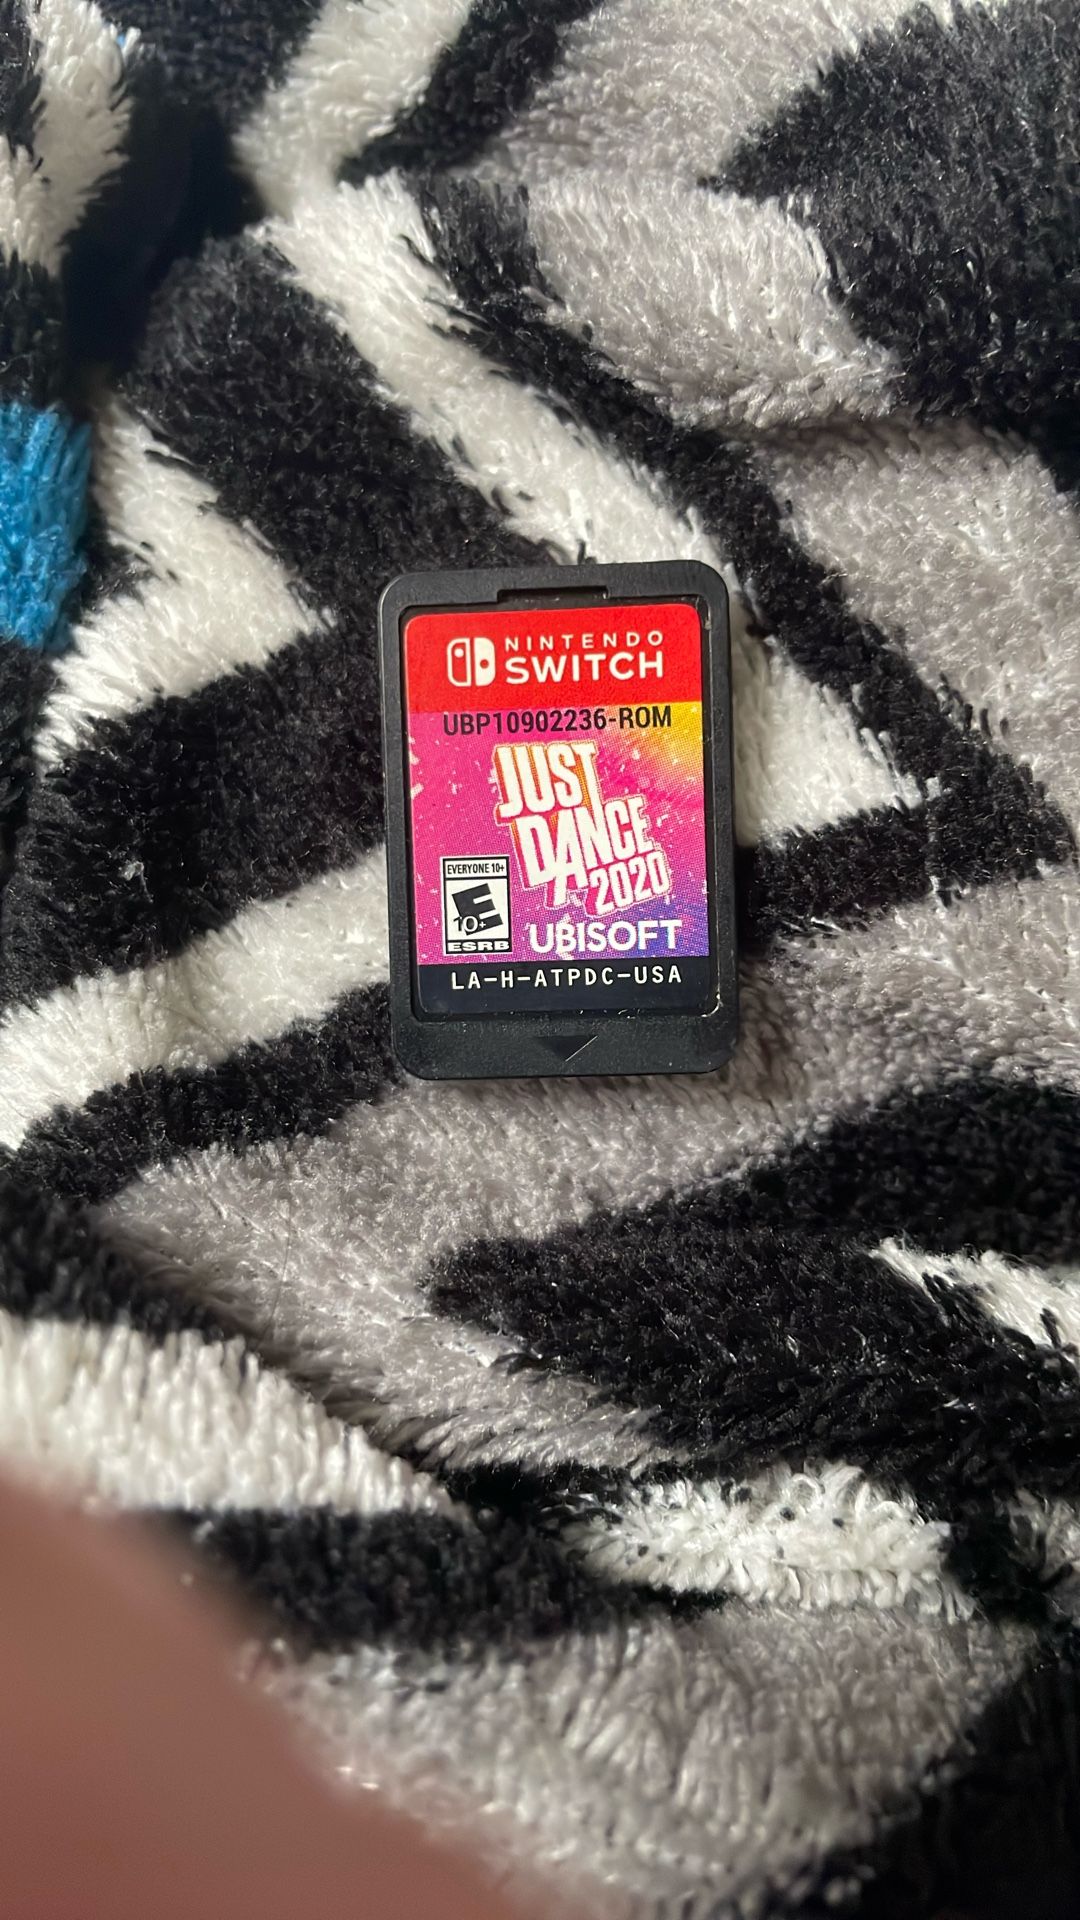 NINTENDO
SWITCH
UBP10902236-ROM
JUST
DANCE
2020
EVERYONE 10+
E
10+
ESRB
UBISOFT
LA-H-ATPDC-USA